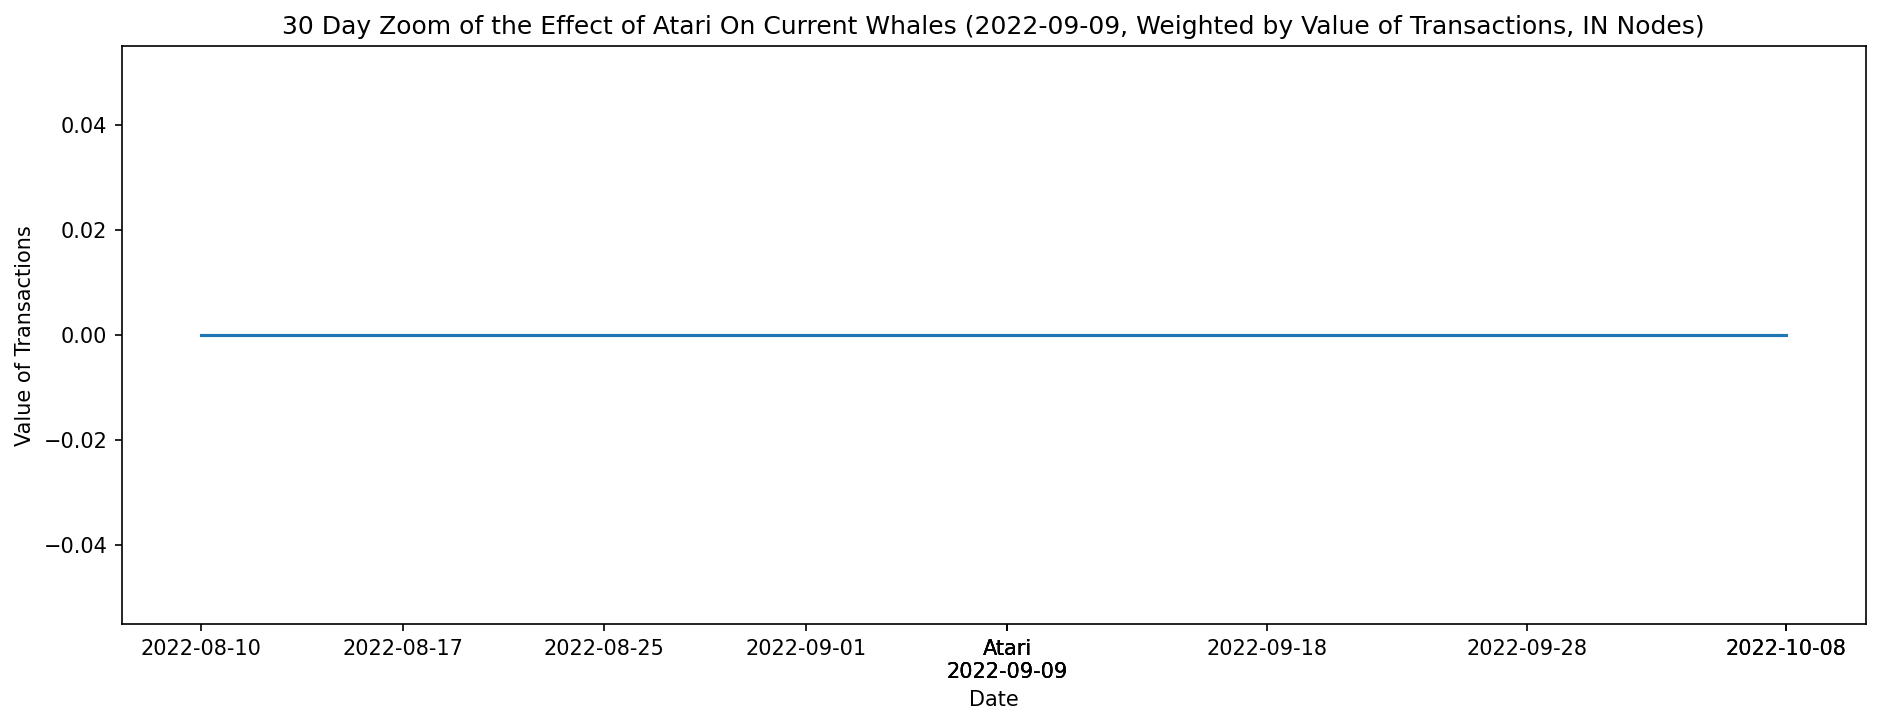 30 Day Zoom of the Effect of Atari On Current Whales (2022-09-09, Weighted by Value of Transactions, IN Nodes)
Value of Transactions
0.04
0.02
0.00
−0.02
−0.04
2022-08-10 2022-08-17 2022-08-25 2022-09-01 Atari 2022-09-18 2022-09-28 2022-10-08
2022-09-09
Date